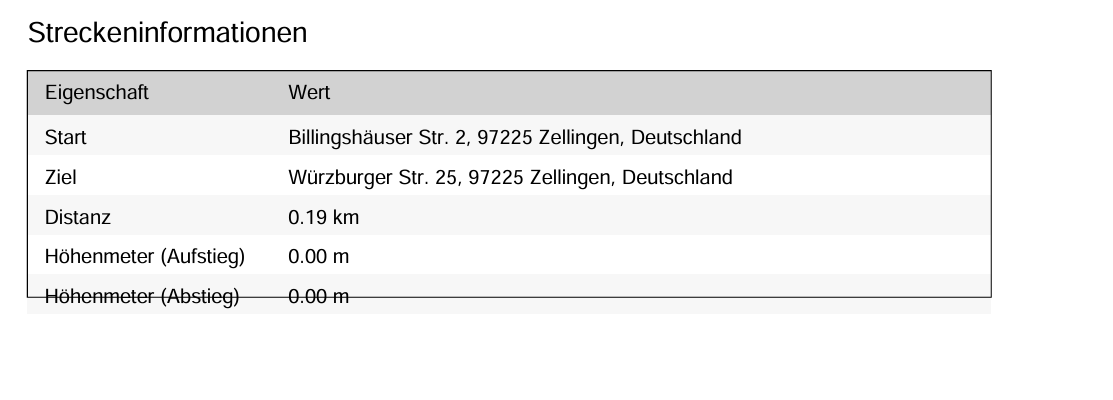 Streckeninformationen
Eigenschaft Wert
Start Billingshäuser Str. 2, 97225 Zellingen, Deutschland
Ziel Würzburger Str. 25, 97225 Zellingen, Deutschland
Distanz 0.19 km
Höhenmeter (Aufstieg) 0.00 m
Höhenmeter (Abstieg) 0.00 m